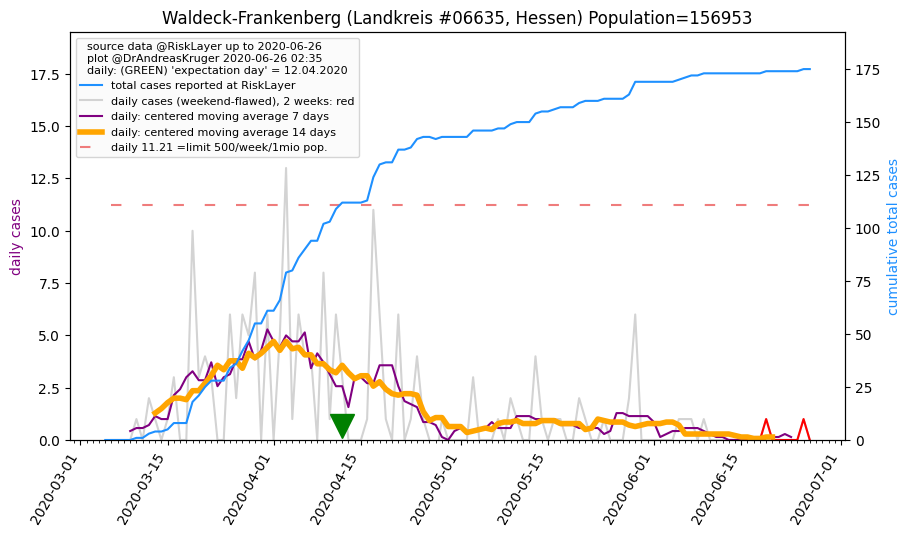 Waldeck-Frankenberg (Landkreis #06635, Hessen) Population=156953
source data @RiskLayer up to 2020-06-26
plot @DrAndreasKruger 2020-06-26 02:35
daily: (GREEN) 'expectation day' = 12.04.2020
total cases reported at RiskLayer
daily cases (weekend-flawed), 2 weeks: red
daily: centered moving average 7 days
daily: centered moving average 14 days
daily 11.21 =limit 500/week/1mio pop.
daily cases
17.5
15.0
12.5
10.0
7.5
5.0
2.5
0.0
175
150
125
100
75
50
25
0
cumulative total cases
2020-03-01
2020-03-15
2020-04-01
2020-04-15
2020-05-01
2020-05-15
2020-06-01
2020-06-15
2020-07-01